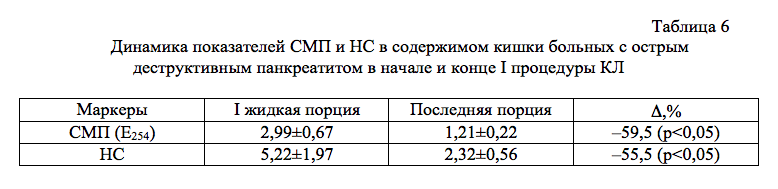 Таблица 6
Динамика показателей СМП и НС в содержимом кишки больных с острым
деструктивным панкреатитом в начале и конце I процедуры КЛ
Маркеры I жидкая порция Последняя порция Δ,%
СМП (E254) 2,99±0,67 1,21±0,22 –59,5 (p<0,05)
НС 5,22±1,97 2,32±0,56 –55,5 (p<0,05)